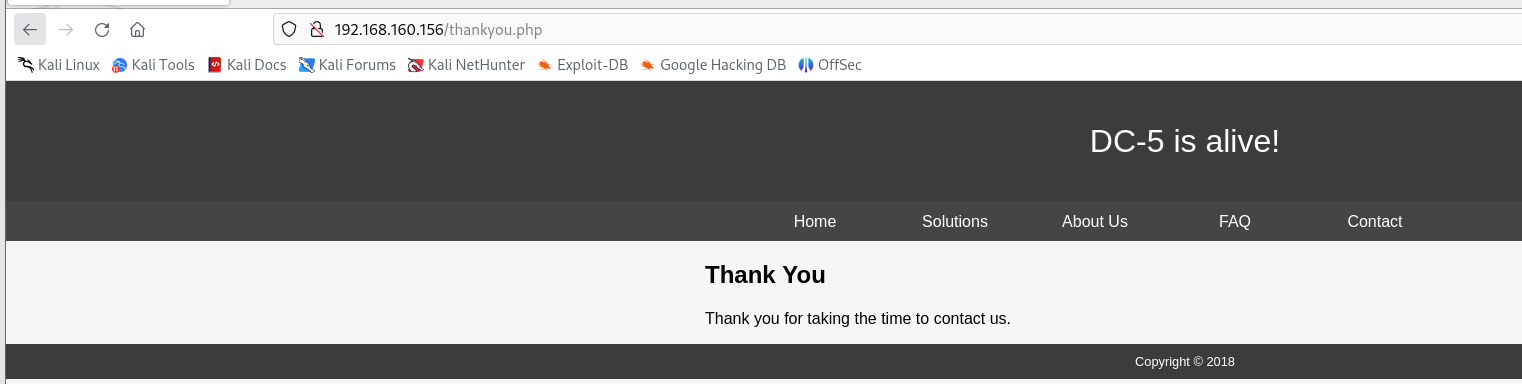 192.168.160.156/thankyou.php
Kali Linux Kali Tools Kali Docs Kali Forums Kali NetHunter Exploit-DB Google Hacking DB OffSec
DC-5 is alive!
Home Solutions About Us FAQ Contact
Thank You
Thank you for taking the time to contact us.
Copyright © 2018